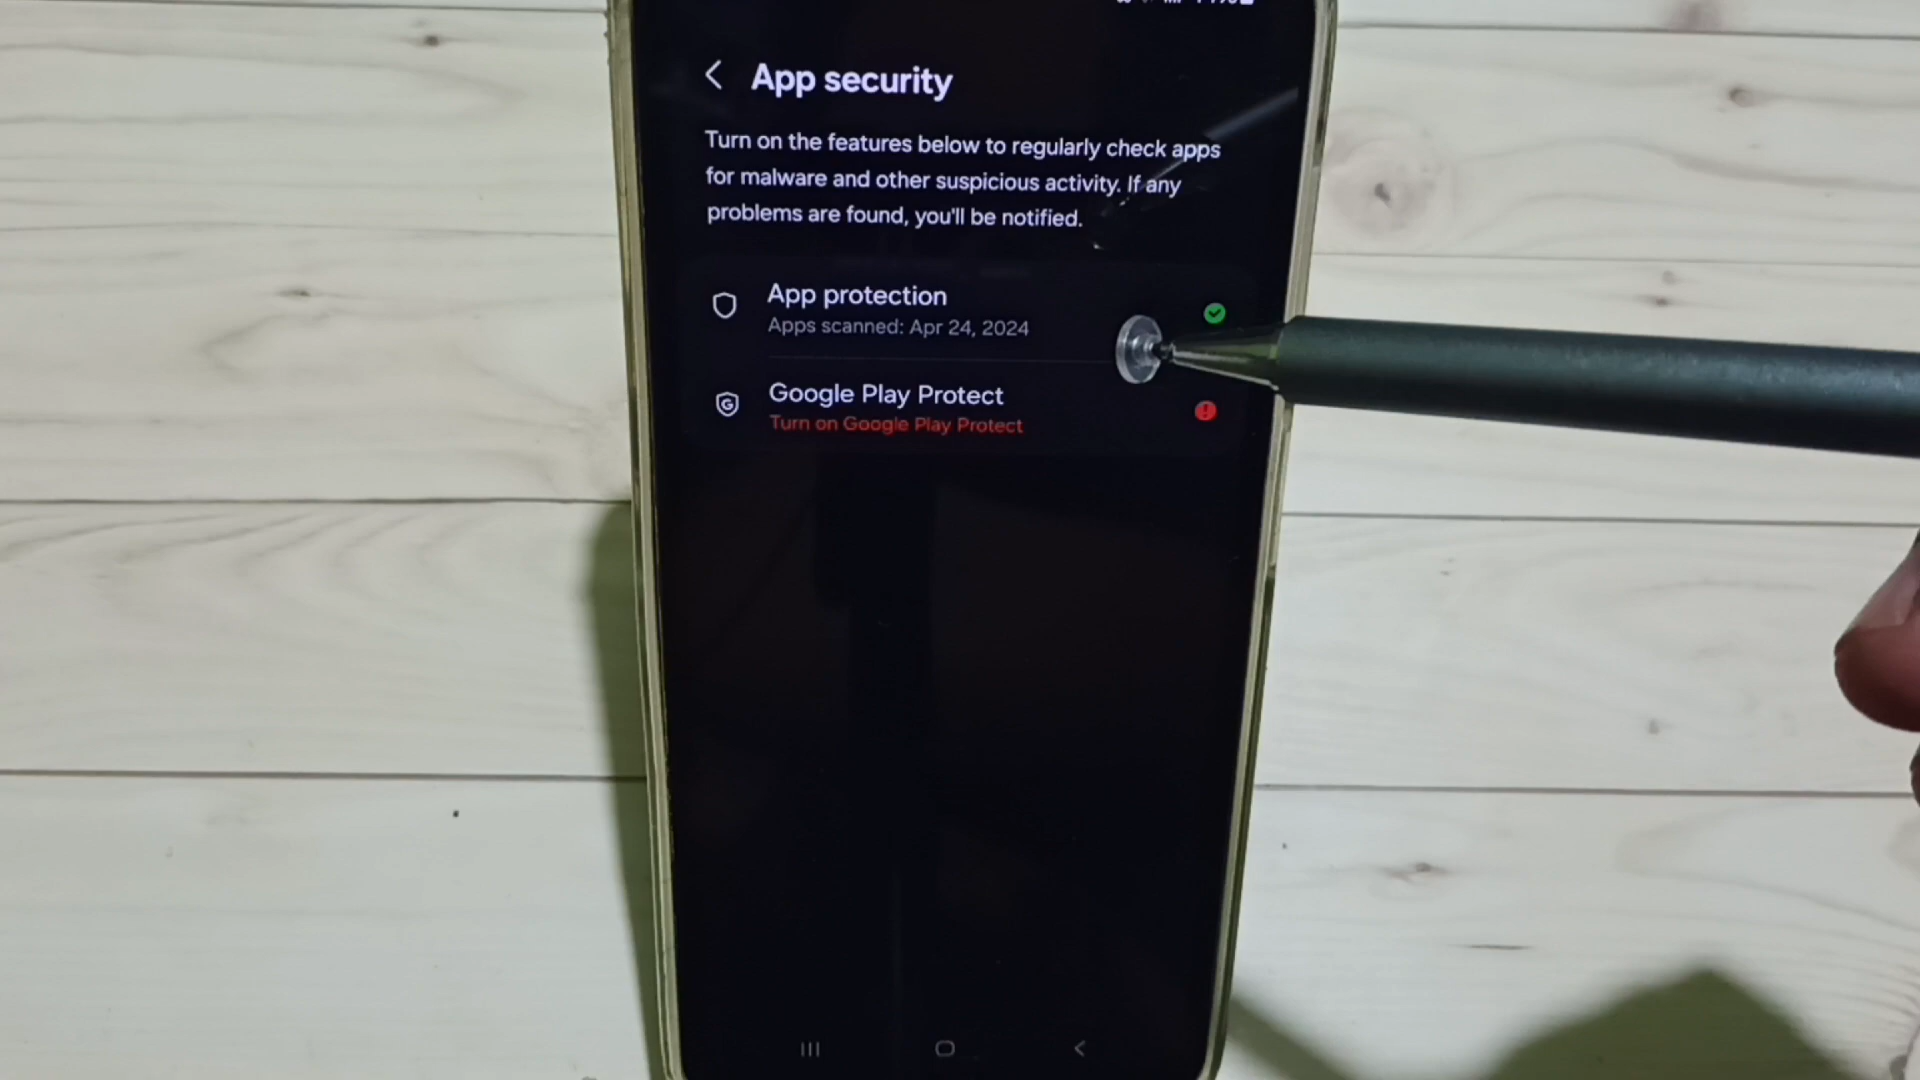 App security
Turn on the features below to regularly check apps
for malware and other suspicious activity. If any
problems are found, you'll be notified.
App protection
Apps scanned: Apr 24, 2024
Google Play Protect
Turn on Google Play Protect